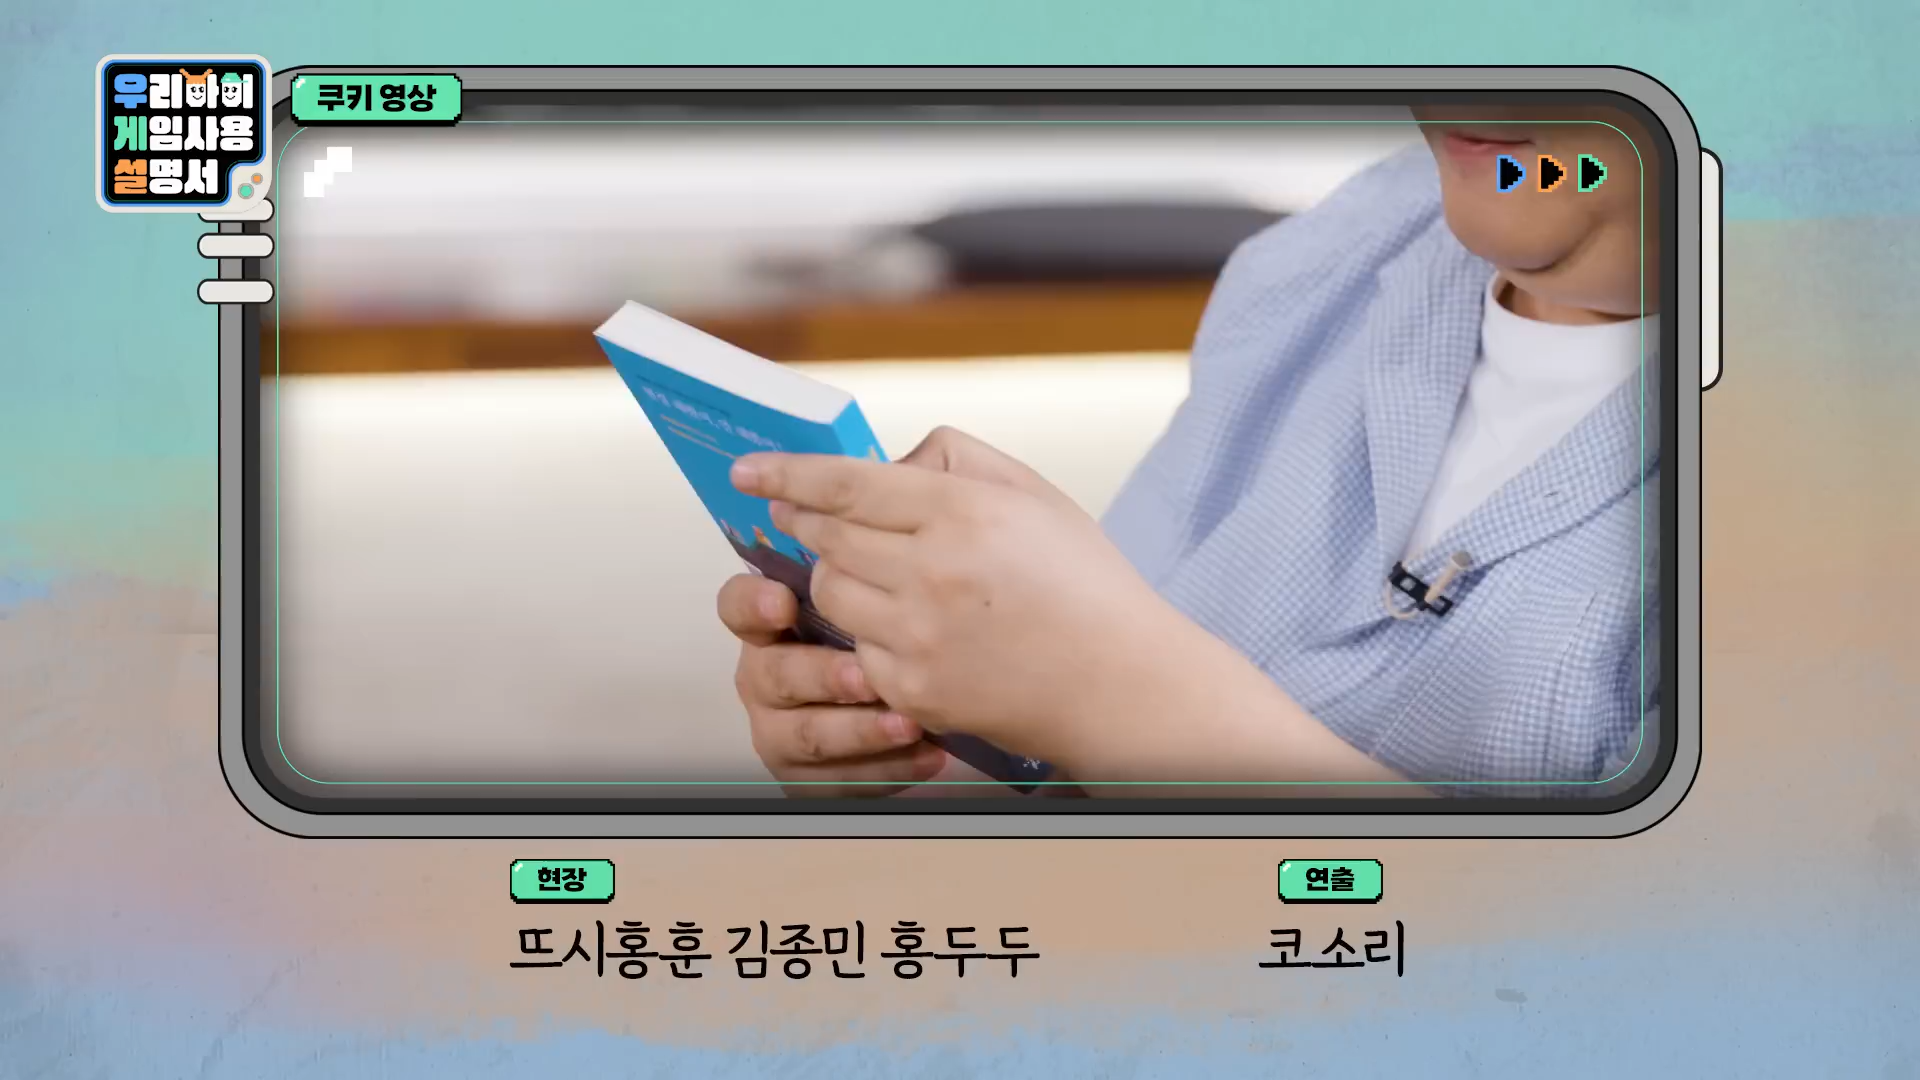 우리아이
게임사용
설명서
쿠키 영상
현장
연출
뜨시홍훈 김종민 홍두두
코소리